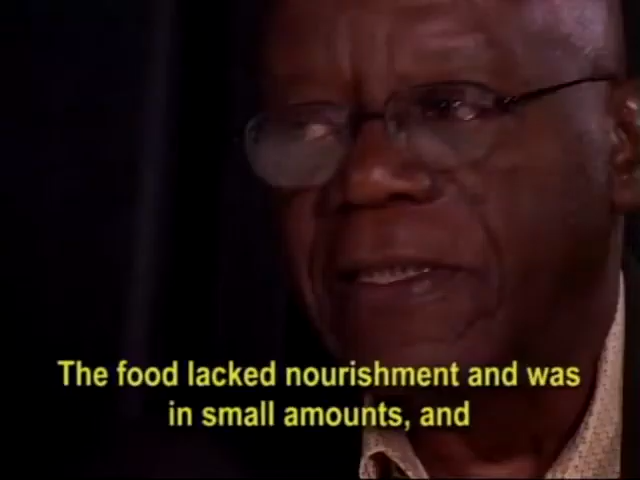 The food lacked nourishment and was
in small amounts, and